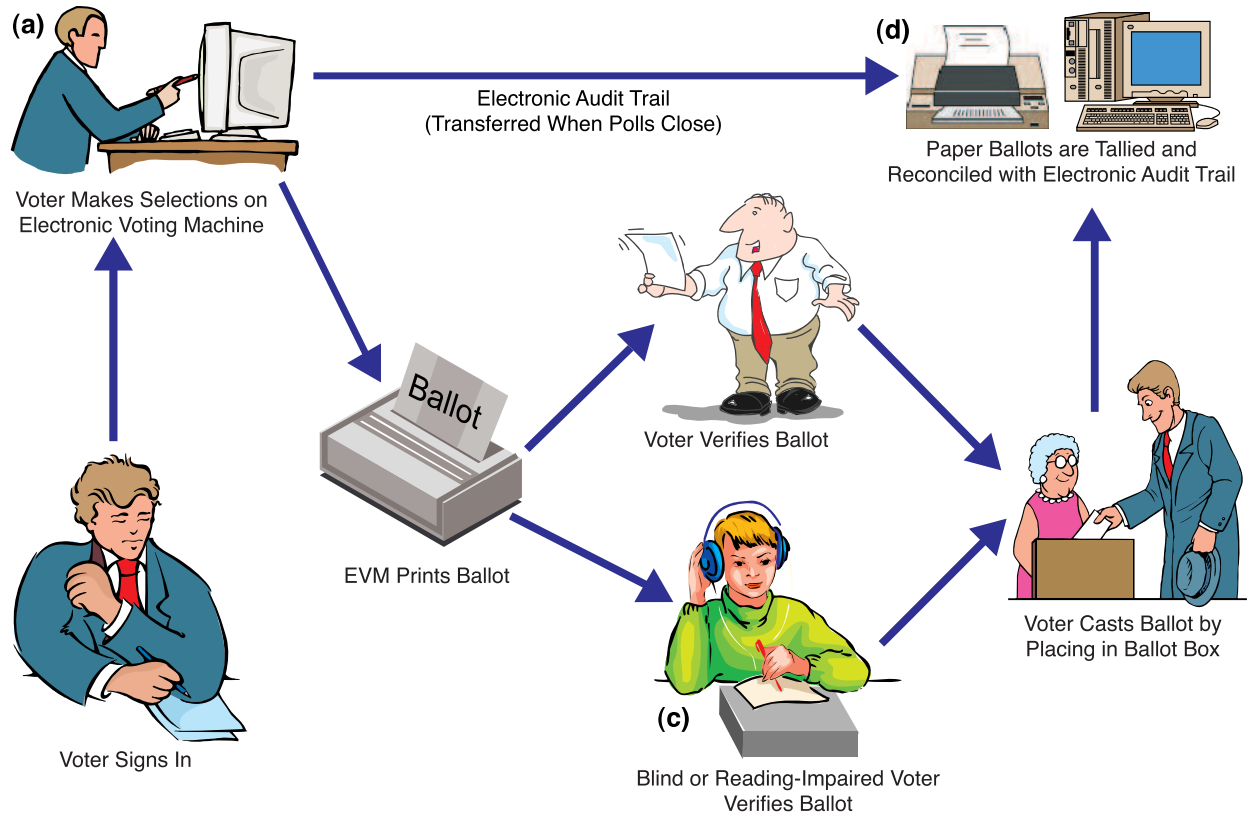 (a)
(d)
Electronic Audit Trail
(Transferred When Polls Close)
Paper Ballots are Tallied and
Reconciled with Electronic Audit Trail
Voter Makes Selections on
Electronic Voting Machine
Ballot
Voter Verifies Ballot
EVM Prints Ballot
Voter Casts Ballot by
Placing in Ballot Box
(c)
Voter Signs In
Blind or Reading-Impaired Voter
Verifies Ballot